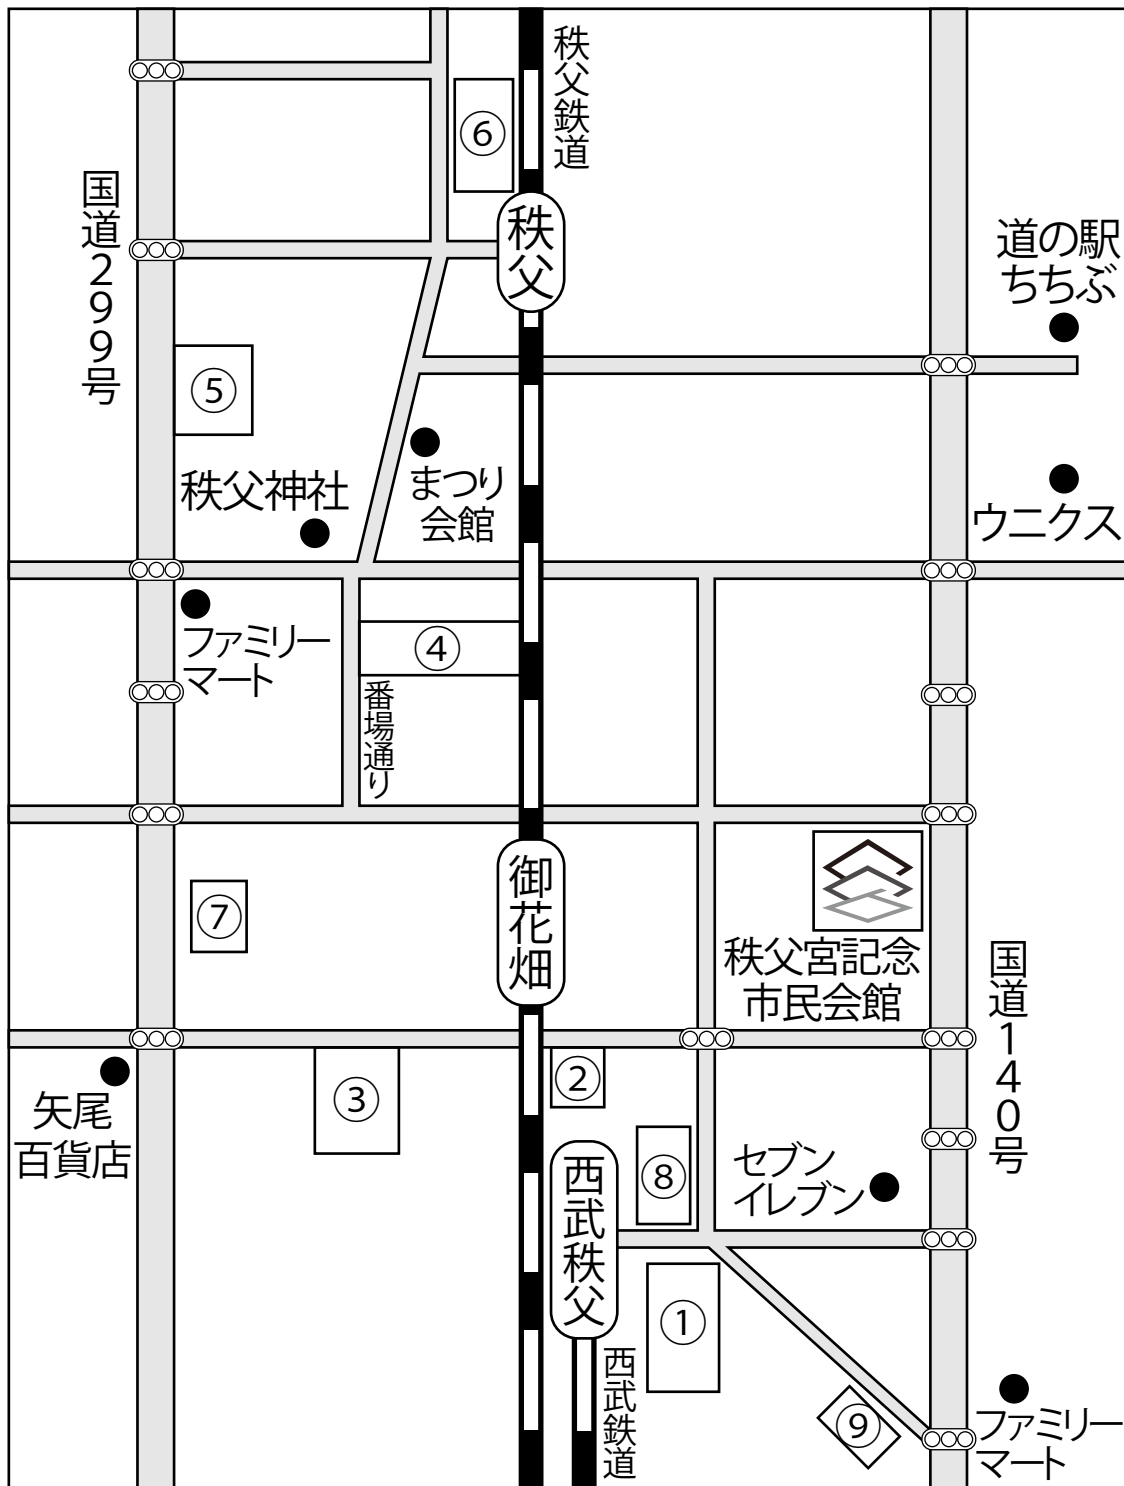 秩父鉄道
⑥
国道299号
秩父
道の駅
ちちぶ
⑤
まつり
会館
秩父神社
ウニクス
ファミリー
マート
④
番場通り
⑦
御花畑
秩父宮記念
市民会館
国道140号
矢尾
百貨店
③
②
⑧
セブン
イレブン
西武秩父
①
西武鉄道
⑨
ファミリー
マート